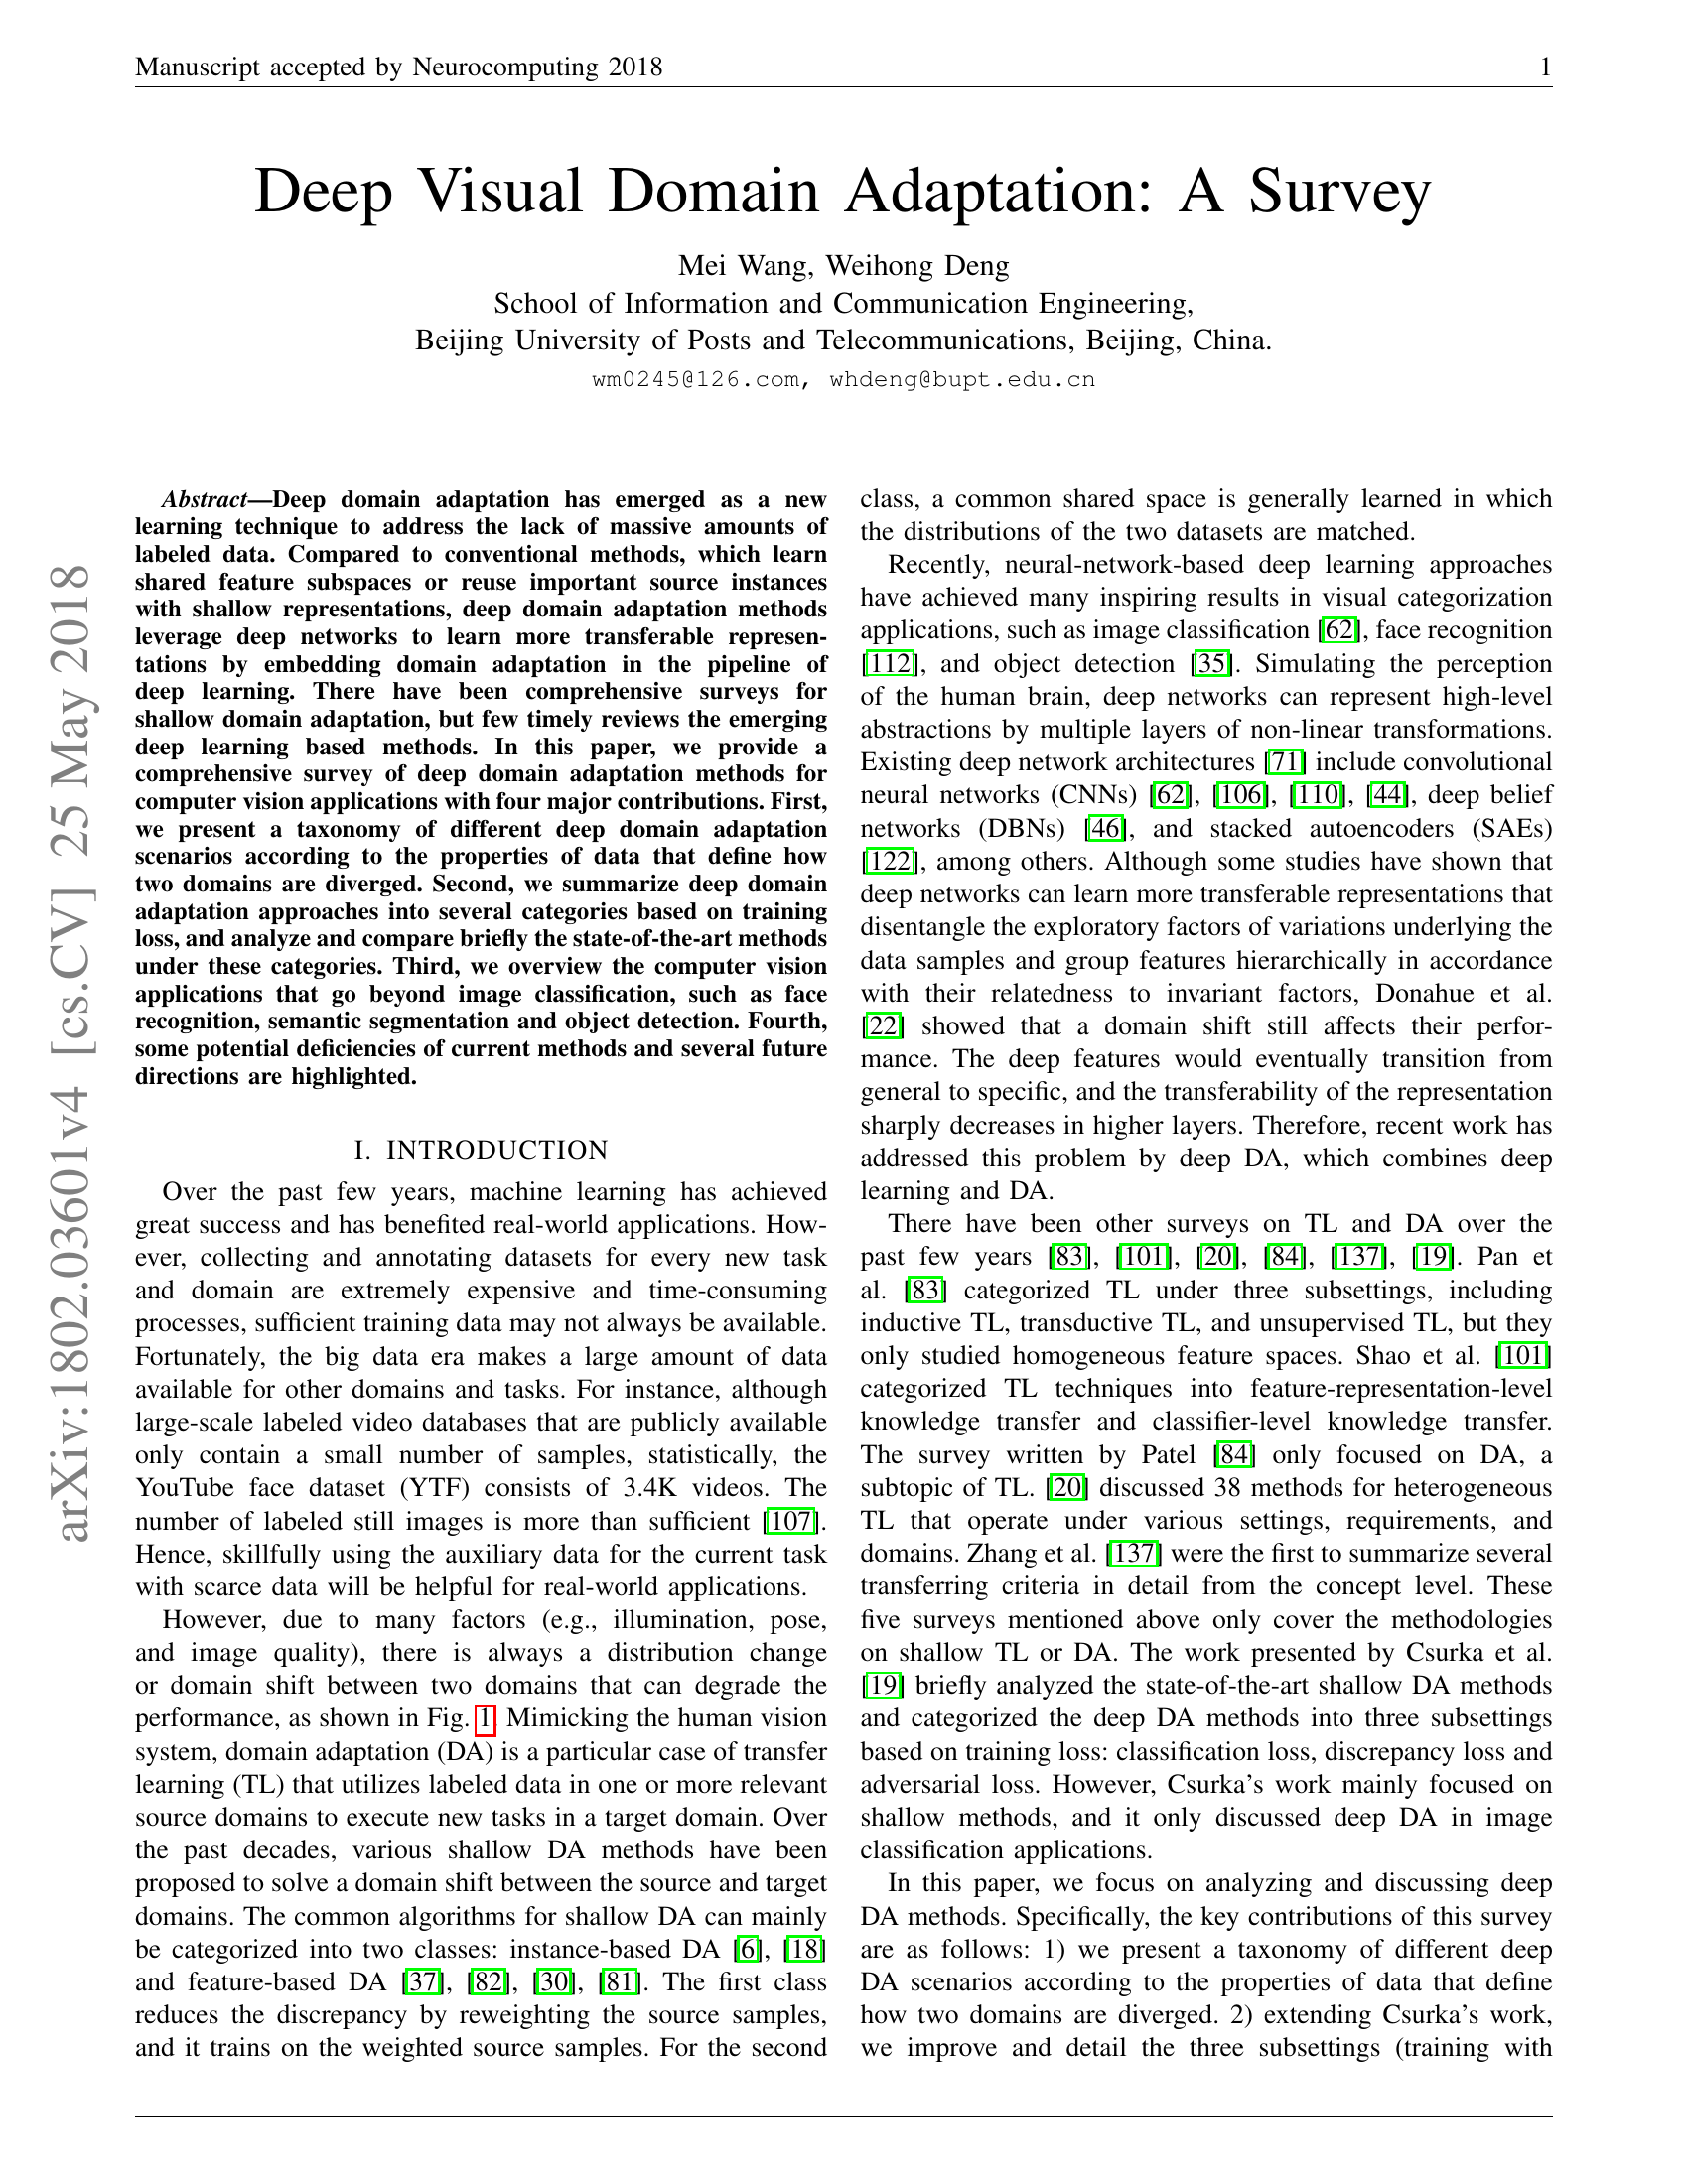 Manuscript accepted by Neurocomputing 2018
1
Deep Visual Domain Adaptation: A Survey
Mei Wang, Weihong Deng
School of Information and Communication Engineering,
Beijing University of Posts and Telecommunications, Beijing, China.
wm0245@126.com, whdeng@bupt.edu.cn
arXiv:1802.03601v4 [cs.CV] 25 May 2018
Abstract—Deep domain adaptation has emerged as a new
learning technique to address the lack of massive amounts of
labeled data. Compared to conventional methods, which learn
shared feature subspaces or reuse important source instances
with shallow representations, deep domain adaptation methods
leverage deep networks to learn more transferable represen-
tations by embedding domain adaptation in the pipeline of
deep learning. There have been comprehensive surveys for
shallow domain adaptation, but few timely reviews the emerging
deep learning based methods. In this paper, we provide a
comprehensive survey of deep domain adaptation methods for
computer vision applications with four major contributions. First,
we present a taxonomy of different deep domain adaptation
scenarios according to the properties of data that define how
two domains are diverged. Second, we summarize deep domain
adaptation approaches into several categories based on training
loss, and analyze and compare briefly the state-of-the-art methods
under these categories. Third, we overview the computer vision
applications that go beyond image classification, such as face
recognition, semantic segmentation and object detection. Fourth,
some potential deficiencies of current methods and several future
directions are highlighted.
I. INTRODUCTION
Over the past few years, machine learning has achieved
great success and has benefited real-world applications. How-
ever, collecting and annotating datasets for every new task
and domain are extremely expensive and time-consuming
processes, sufficient training data may not always be available.
Fortunately, the big data era makes a large amount of data
available for other domains and tasks. For instance, although
large-scale labeled video databases that are publicly available
only contain a small number of samples, statistically, the
YouTube face dataset (YTF) consists of 3.4K videos. The
number of labeled still images is more than sufficient [107].
Hence, skillfully using the auxiliary data for the current task
with scarce data will be helpful for real-world applications.
However, due to many factors (e.g., illumination, pose,
and image quality), there is always a distribution change
or domain shift between two domains that can degrade the
performance, as shown in Fig. 1. Mimicking the human vision
system, domain adaptation (DA) is a particular case of transfer
learning (TL) that utilizes labeled data in one or more relevant
source domains to execute new tasks in a target domain. Over
the past decades, various shallow DA methods have been
proposed to solve a domain shift between the source and target
domains. The common algorithms for shallow DA can mainly
be categorized into two classes: instance-based DA [6], [18]
and feature-based DA [37], [82], [30], [81]. The first class
reduces the discrepancy by reweighting the source samples,
and it trains on the weighted source samples. For the second
class, a common shared space is generally learned in which
the distributions of the two datasets are matched.
Recently, neural-network-based deep learning approaches
have achieved many inspiring results in visual categorization
applications, such as image classification [62], face recognition
[112], and object detection [35]. Simulating the perception
of the human brain, deep networks can represent high-level
abstractions by multiple layers of non-linear transformations.
Existing deep network architectures [71] include convolutional
neural networks (CNNs) [62], [106], [110], [44], deep belief
networks (DBNs) [46], and stacked autoencoders (SAEs)
[122], among others. Although some studies have shown that
deep networks can learn more transferable representations that
disentangle the exploratory factors of variations underlying the
data samples and group features hierarchically in accordance
with their relatedness to invariant factors, Donahue et al.
[22] showed that a domain shift still affects their perfor-
mance. The deep features would eventually transition from
general to specific, and the transferability of the representation
sharply decreases in higher layers. Therefore, recent work has
addressed this problem by deep DA, which combines deep
learning and DA.
There have been other surveys on TL and DA over the
past few years [83], [101], [20], [84], [137], [19]. Pan et
al. [83] categorized TL under three subsettings, including
inductive TL, transductive TL, and unsupervised TL, but they
only studied homogeneous feature spaces. Shao et al. [101]
categorized TL techniques into feature-representation-level
knowledge transfer and classifier-level knowledge transfer.
The survey written by Patel [84] only focused on DA, a
subtopic of TL. [20] discussed 38 methods for heterogeneous
TL that operate under various settings, requirements, and
domains. Zhang et al. [137] were the first to summarize several
transferring criteria in detail from the concept level. These
five surveys mentioned above only cover the methodologies
on shallow TL or DA. The work presented by Csurka et al.
[19] briefly analyzed the state-of-the-art shallow DA methods
and categorized the deep DA methods into three subsettings
based on training loss: classification loss, discrepancy loss and
adversarial loss. However, Csurka's work mainly focused on
shallow methods, and it only discussed deep DA in image
classification applications.
In this paper, we focus on analyzing and discussing deep
DA methods. Specifically, the key contributions of this survey
are as follows: 1) we present a taxonomy of different deep
DA scenarios according to the properties of data that define
how two domains are diverged. 2) extending Csurka's work,
we improve and detail the three subsettings (training with